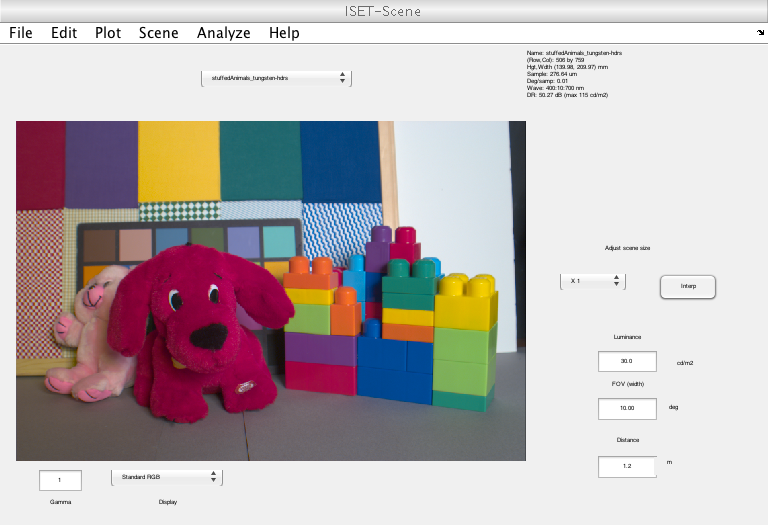 ISET-Scene
File Edit Plot Scene Analyze Help
stuffedAnimals_tungsten-hdrs
Name: stuffedAnimals_tungsten-hdrs
(Row,Col): 506 by 759
Hgt,Wdth (139.98, 209.97) mm
Sample: 276.64 um
Deg/samp: 0.01
Wave: 400:10:700 nm
DR: 50.27 dB (max 115 cd/m2)
Adjust scene size
X 1
Interp
Luminance
30.0 cd/m2
FOV (width)
10.00 deg
Distance
1.2 m
1
Standard RGB
Gamma
Display